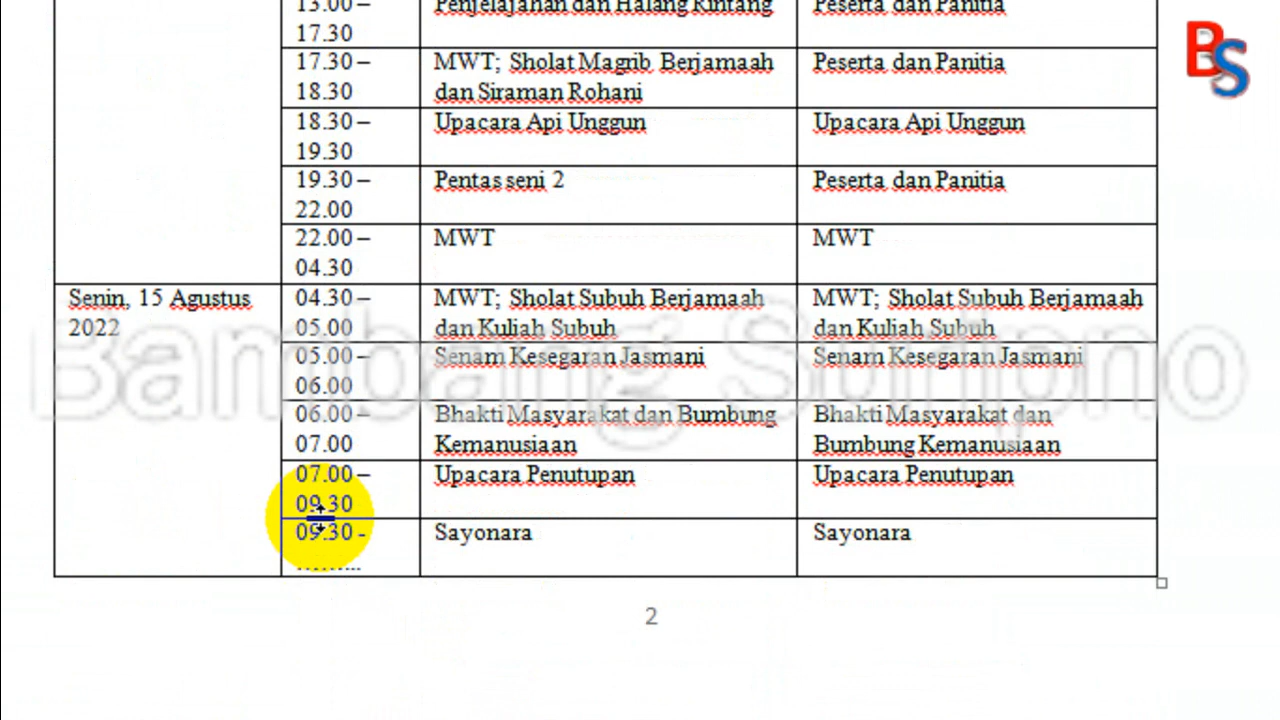 13.00 – Penjelajahan dan Halang Rintang Peserta dan Panitia
17.30
17.30 – MWT; Sholat Magrib Berjamaah Peserta dan Panitia
18.30 dan Siraman Rohani
18.30 – Upacara Api Unggun Upacara Api Unggun
19.30
19.30 – Pentas seni 2 Peserta dan Panitia
22.00
22.00 – MWT MWT
04.30
Senin, 15 Agustus 04.30 – MWT; Sholat Subuh Berjamaah MWT; Sholat Subuh Berjamaah
2022 05.00 dan Kuliah Subuh dan Kuliah Subuh
05.00 – Senam Kesegaran Jasmani Senam Kesegaran Jasmani
06.00
06.00 – Bhakti Masyarakat dan Bumbung Bhakti Masyarakat dan
07.00 Kemanusiaan Bumbung Kemanusiaan
07.00 – Upacara Penutupan Upacara Penutupan
09.30
09.30 - Sayonara Sayonara
..........
2
BS
Bambang Suripno